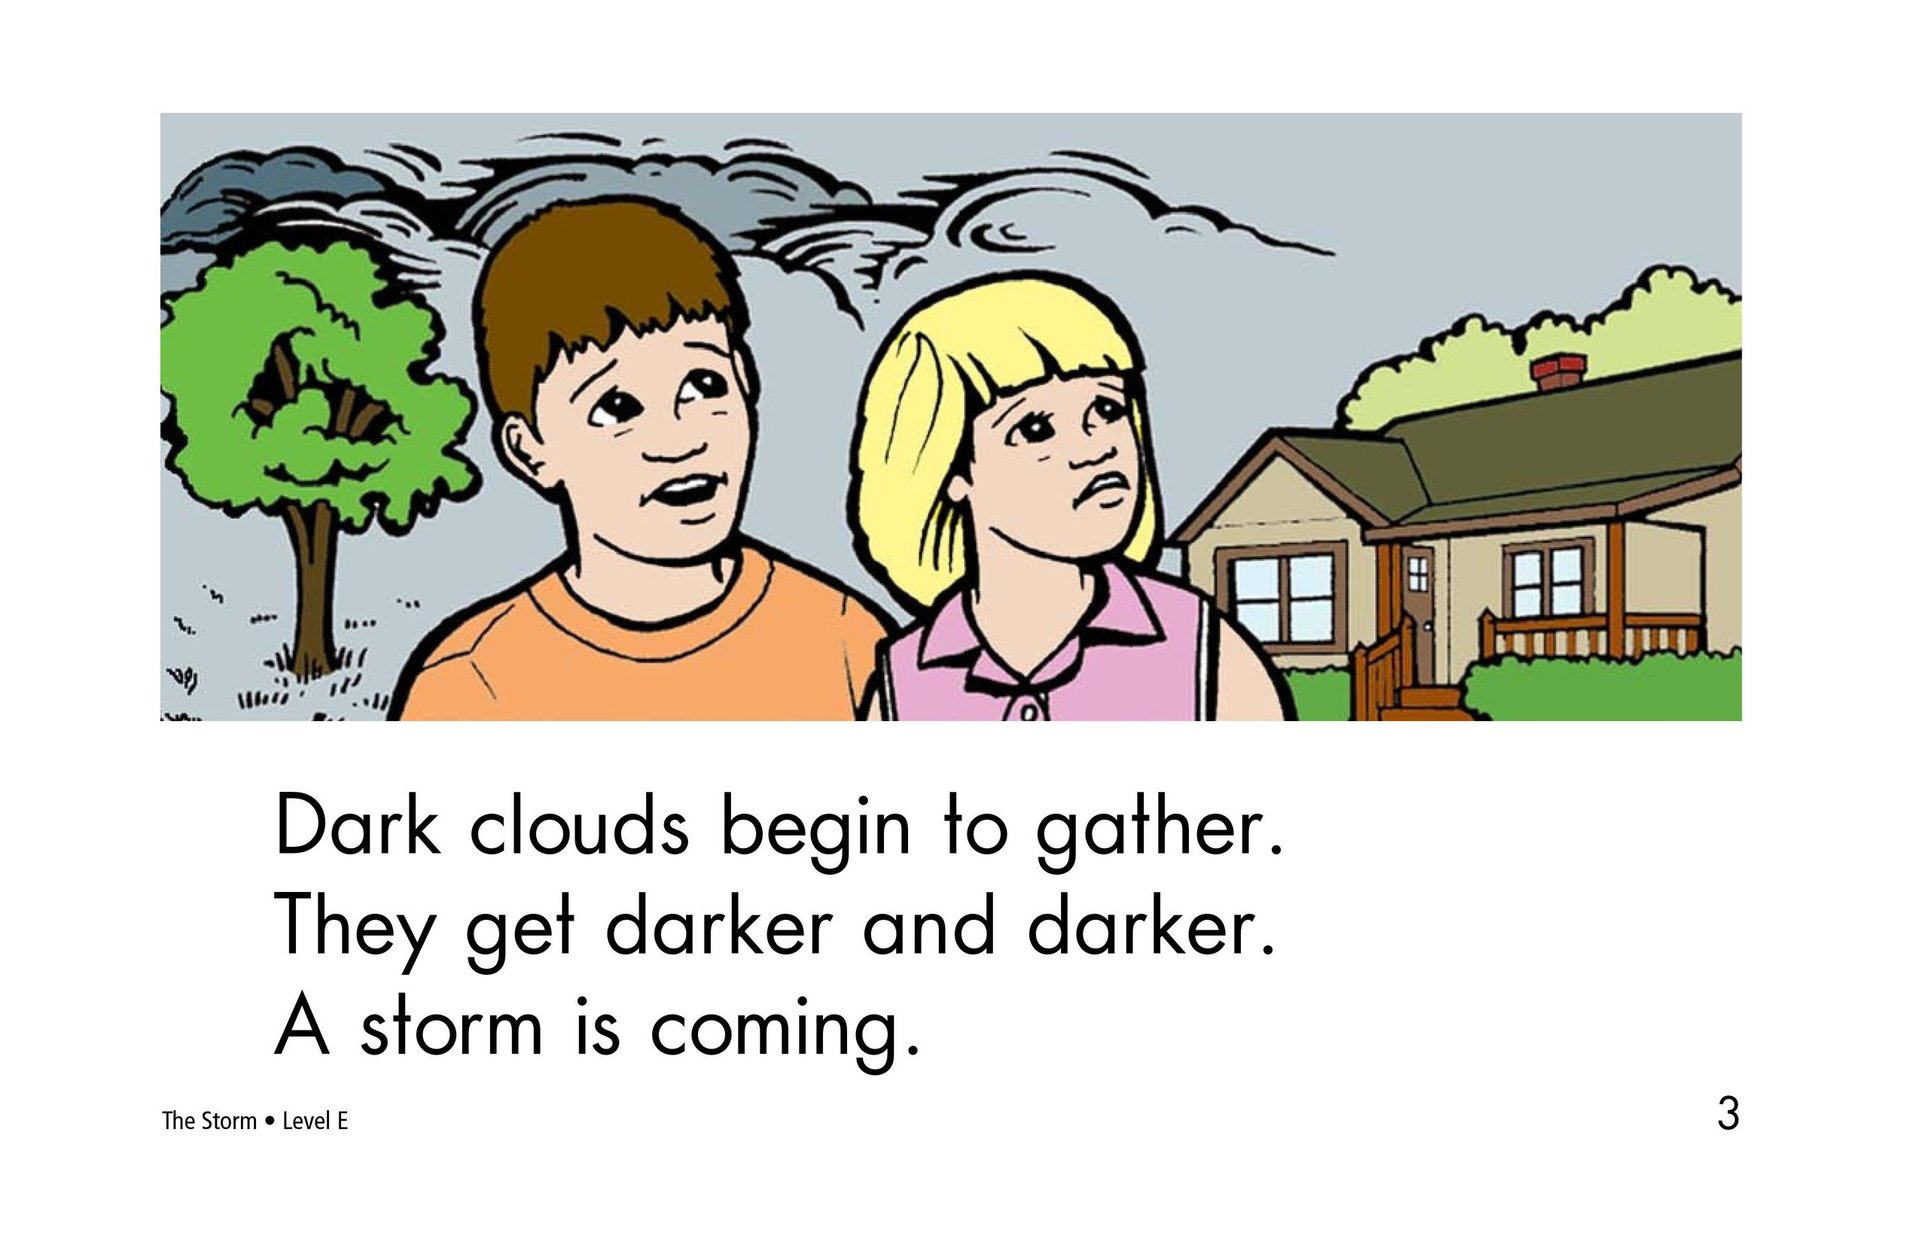 Dark clouds begin to gather.
They get darker and darker.
A storm is coming.
The Storm • Level E
3